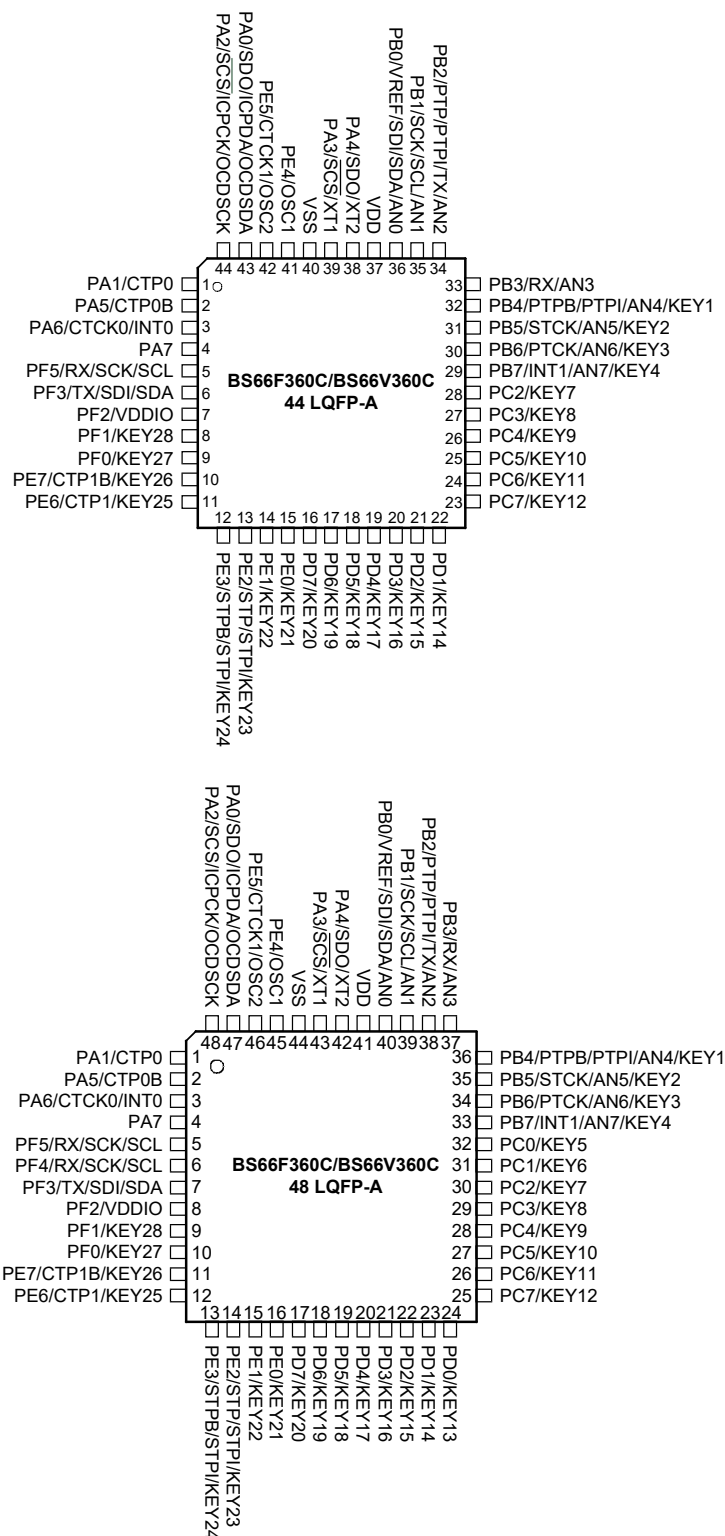 PA2/SCS/ICPCK/OCDSCK
PA0/SDO/ICPDA/OCDSDA
PE5/CTCK1/OSC2
PE4/OSC1
VSS
PA3/SCS/XT1
PA4/SDO/XT2
VDD
PB0/VREF/SDI/SDA/AN0
PB1/SCK/SCL/AN1
PB2/PTP/PTPI/TX/AN2
44 43 42 41 40 39 38 37 36 35 34
PA1/CTP0 1 33 PB3/RX/AN3
PA5/CTP0B 2 32 PB4/PTPB/PTPI/AN4/KEY1
PA6/CTCK0/INT0 3 31 PB5/STCK/AN5/KEY2
PA7 4 30 PB6/PTCK/AN6/KEY3
PF5/RX/SCK/SCL 5 29 PB7/INT1/AN7/KEY4
BS66F360C/BS66V360C
PF3/TX/SDI/SDA 6 28 PC2/KEY7
44 LQFP-A
PF2/VDDIO 7 27 PC3/KEY8
PF1/KEY28 8 26 PC4/KEY9
PF0/KEY27 9 25 PC5/KEY10
PE7/CTP1B/KEY26 10 24 PC6/KEY11
PE6/CTP1/KEY25 11 23 PC7/KEY12
12 13 14 15 16 17 18 19 20 21 22
PE3/STPB/STPI/KEY24
PE2/STP/STPI/KEY23
PE1/KEY22
PE0/KEY21
PD7/KEY20
PD6/KEY19
PD5/KEY18
PD4/KEY17
PD3/KEY16
PD2/KEY15
PD1/KEY14
PA2/SCS/ICPCK/OCDSCK
PA0/SDO/ICPDA/OCDSDA
PE5/CTCK1/OSC2
PE4/OSC1
VSS
PA3/SCS/XT1
PA4/SDO/XT2
VDD
PB0/VREF/SDI/SDA/AN0
PB1/SCK/SCL/AN1
PB2/PTP/PTPI/TX/AN2
PB3/RX/AN3
48 47 46 45 44 43 42 41 40 39 38 37
PA1/CTP0 1 36 PB4/PTPB/PTPI/AN4/KEY1
PA5/CTP0B 2 35 PB5/STCK/AN5/KEY2
PA6/CTCK0/INT0 3 34 PB6/PTCK/AN6/KEY3
PA7 4 33 PB7/INT1/AN7/KEY4
PF5/RX/SCK/SCL 5 32 PC0/KEY5
PF4/RX/SCK/SCL 6 31 PC1/KEY6
BS66F360C/BS66V360C
PF3/TX/SDI/SDA 7 30 PC2/KEY7
48 LQFP-A
PF2/VDDIO 8 29 PC3/KEY8
PF1/KEY28 9 28 PC4/KEY9
PF0/KEY27 10 27 PC5/KEY10
PE7/CTP1B/KEY26 11 26 PC6/KEY11
PE6/CTP1/KEY25 12 25 PC7/KEY12
13 14 15 16 17 18 19 20 21 22 23 24
PE3/STPB/STPI/KEY24
PE2/STP/STPI/KEY23
PE1/KEY22
PE0/KEY21
PD7/KEY20
PD6/KEY19
PD5/KEY18
PD4/KEY17
PD3/KEY16
PD2/KEY15
PD1/KEY14
PD0/KEY13